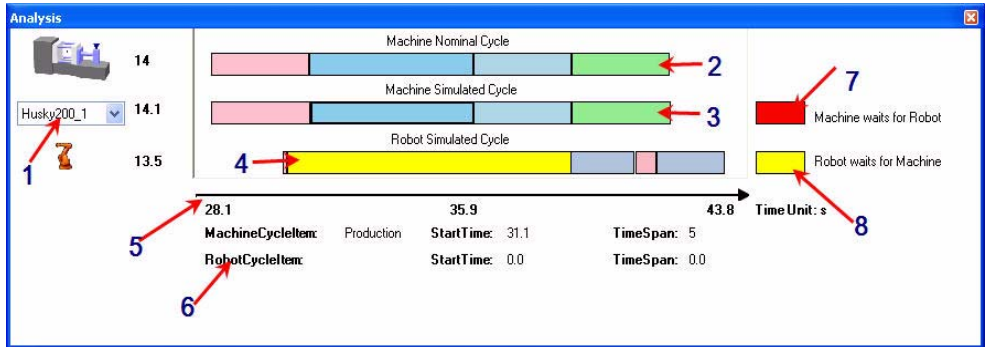 Analysis
Machine Nominal Cycle
14
2
7
Machine Simulated Cycle
Husky200_1
14.1
3
Machine waits for Robot
Robot Simulated Cycle
1
13.5
4
Robot waits for Machine
28.1
35.9
43.8
Time Unit: s
5
8
MachineCycleItem: Production StartTime: 31.1 TimeSpan: 5
RobotCycleItem: StartTime: 0.0 TimeSpan: 0.0
6